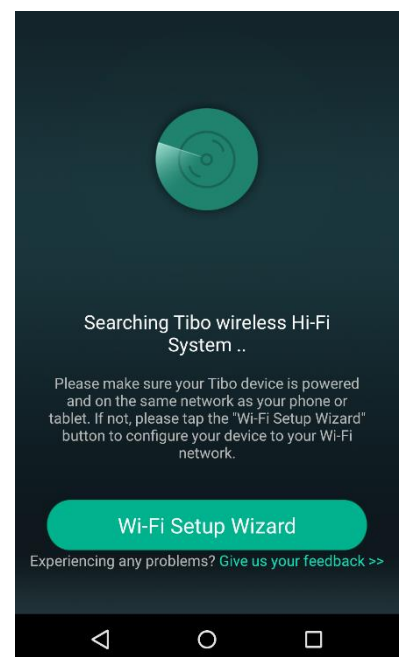 Searching Tibo wireless Hi-Fi
System ..
Please make sure your Tibo device is powered
and on the same network as your phone or
tablet. If not, please tap the "Wi-Fi Setup Wizard"
button to configure your device to your Wi-Fi
network.
Wi-Fi Setup Wizard
Experiencing any problems? Give us your feedback >>